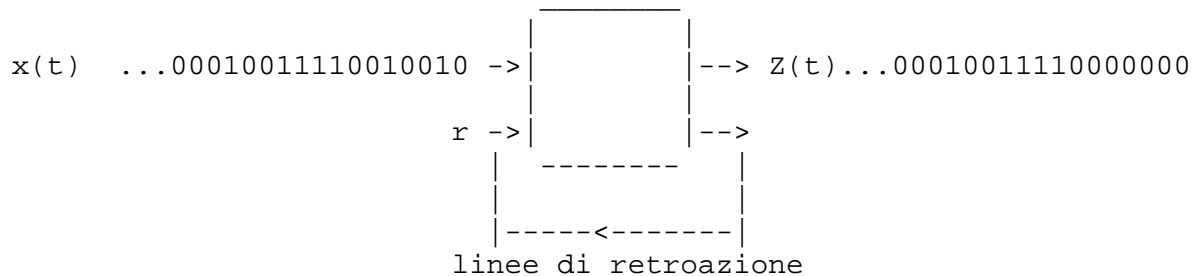 x(t) ...00010011110010010 -> --> Z(t)...00010011110000000
r -> -->
linee di retroazione